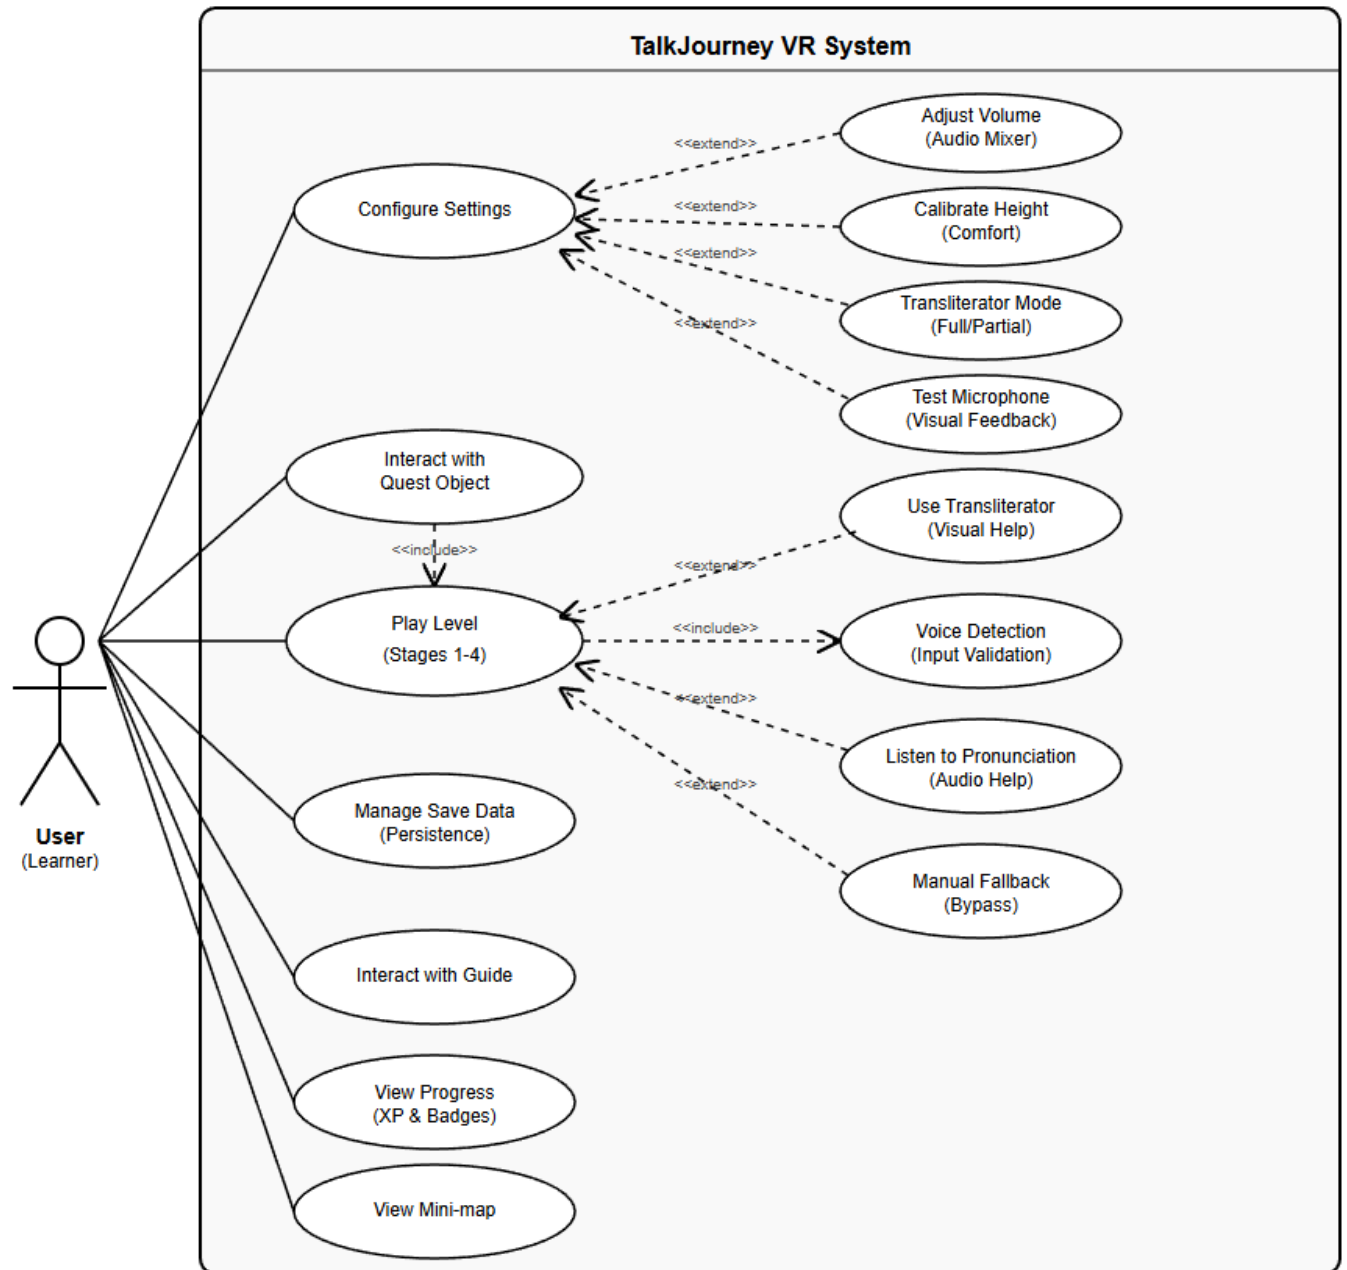 TalkJourney VR System
Adjust Volume
(Audio Mixer)
<<extend>>
Configure Settings
<<extend>>
Calibrate Height
(Comfort)
<<extend>>
Transliterator Mode
(Full/Partial)
<<extend>>
Test Microphone
(Visual Feedback)
Interact with
Quest Object
Use Transliterator
(Visual Help)
<<include>>
<<extend>>
Play Level
(Stages 1-4)
<<include>>
Voice Detection
(Input Validation)
<<extend>>
Listen to Pronunciation
(Audio Help)
<<extend>>
Manage Save Data
(Persistence)
User
(Learner)
Manual Fallback
(Bypass)
Interact with Guide
View Progress
(XP & Badges)
View Mini-map